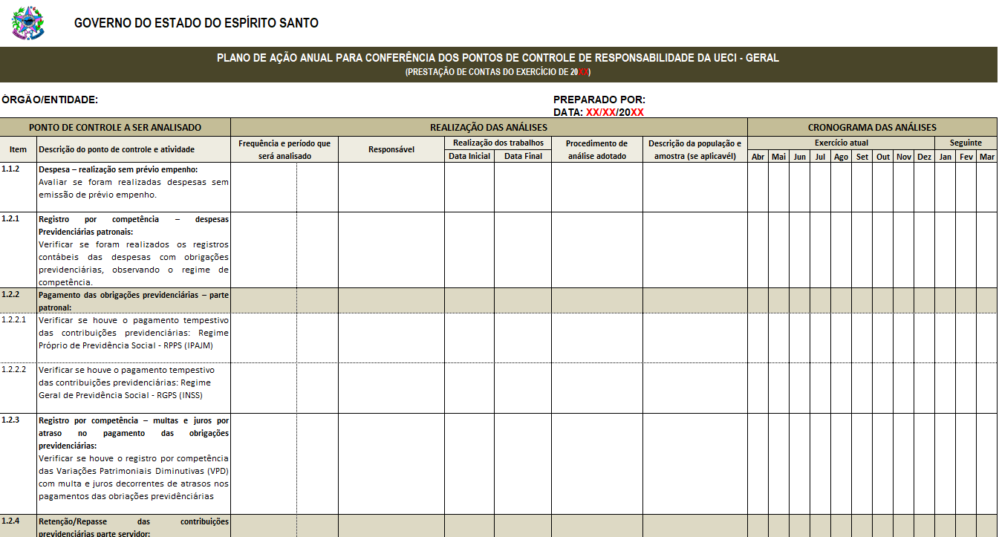 GOVERNO DO ESTADO DO ESPÍRITO SANTO
PLANO DE AÇÃO ANUAL PARA CONFERÊNCIA DOS PONTOS DE CONTROLE DE RESPONSABILIDADE DA UECI - GERAL
(PRESTAÇÃO DE CONTAS DO EXERCÍCIO DE 20XX)
ÓRGÃO/ENTIDADE:
PREPARADO POR:
DATA: XX/XX/20XX
PONTO DE CONTROLE A SER ANALISADO
REALIZAÇÃO DAS ANÁLISES
CRONOGRAMA DAS ANÁLISES
Item
Descrição do ponto de controle e atividade
Frequência e período que
será analisado
Responsável
Realização dos trabalhos
Data Inicial
Data Final
Procedimento de
análise adotado
Descrição da população e
amostra (se aplicavél)
Exercício atual
Seguinte
Abr Mai Jun Jul Ago Set Out Nov Dez Jan Fev Mar
1.1.2
Despesa – realização sem prévio empenho:
Avaliar se foram realizadas despesas sem
emissão de prévio empenho.
1.2.1
Registro por competência – despesas
Previdenciárias patronais:
Verificar se foram realizados os registros
contábeis das despesas com obrigações
previdenciárias, observando o regime de
competência.
1.2.2
Pagamento das obrigações previdenciárias – parte
patronal:
1.2.2.1
Verificar se houve o pagamento tempestivo
das contribuições previdenciárias: Regime
Próprio de Previdência Social - RPPS (IPAJM)
1.2.2.2
Verificar se houve o pagamento tempestivo
das contribuições previdenciárias: Regime
Geral de Previdência Social - RGPS (INSS)
1.2.3
Registro por competência – multas e juros por
atraso no pagamento das obrigações
previdenciárias:
Verificar se houve o registro por competência
das Variações Patrimoniais Diminutivas (VPD)
com multa e juros decorrentes de atrasos nos
pagamentos das obriações previdênciárias
1.2.4
Retenção/Repasse das contribuições
previdenciárias parte servidor: